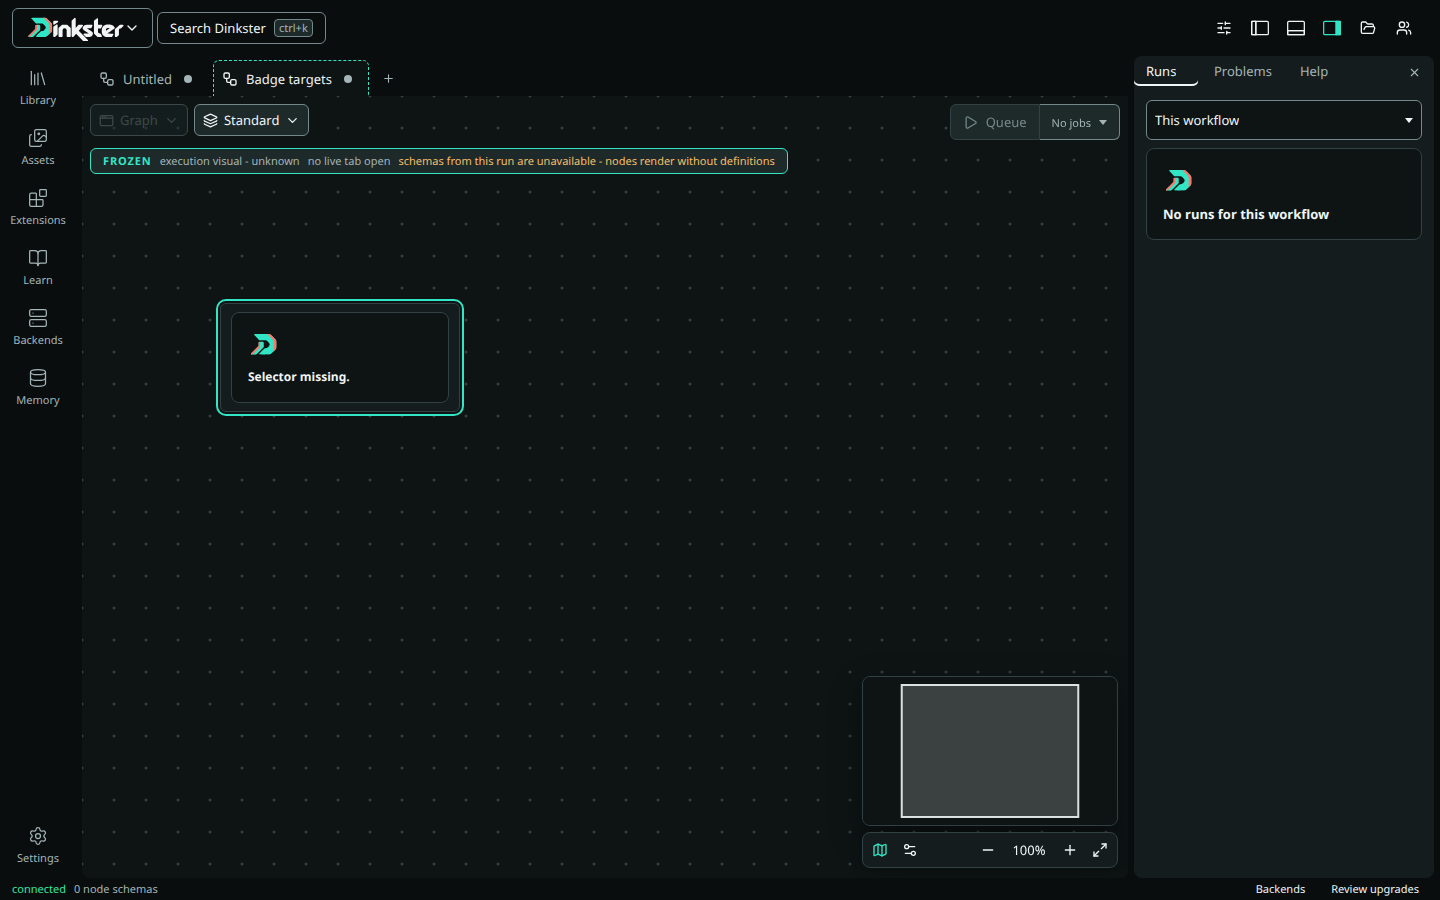 Dinkster
Search Dinkster ctrl+k
Library
Assets
Extensions
Learn
Backends
Memory
Settings
Untitled
Badge targets
Graph
Standard
Queue
No jobs
FROZEN execution visual - unknown no live tab open schemas from this run are unavailable - nodes render without definitions
Selector missing.
100%
Runs
Problems
Help
This workflow
No runs for this workflow
connected 0 node schemas
Backends
Review upgrades